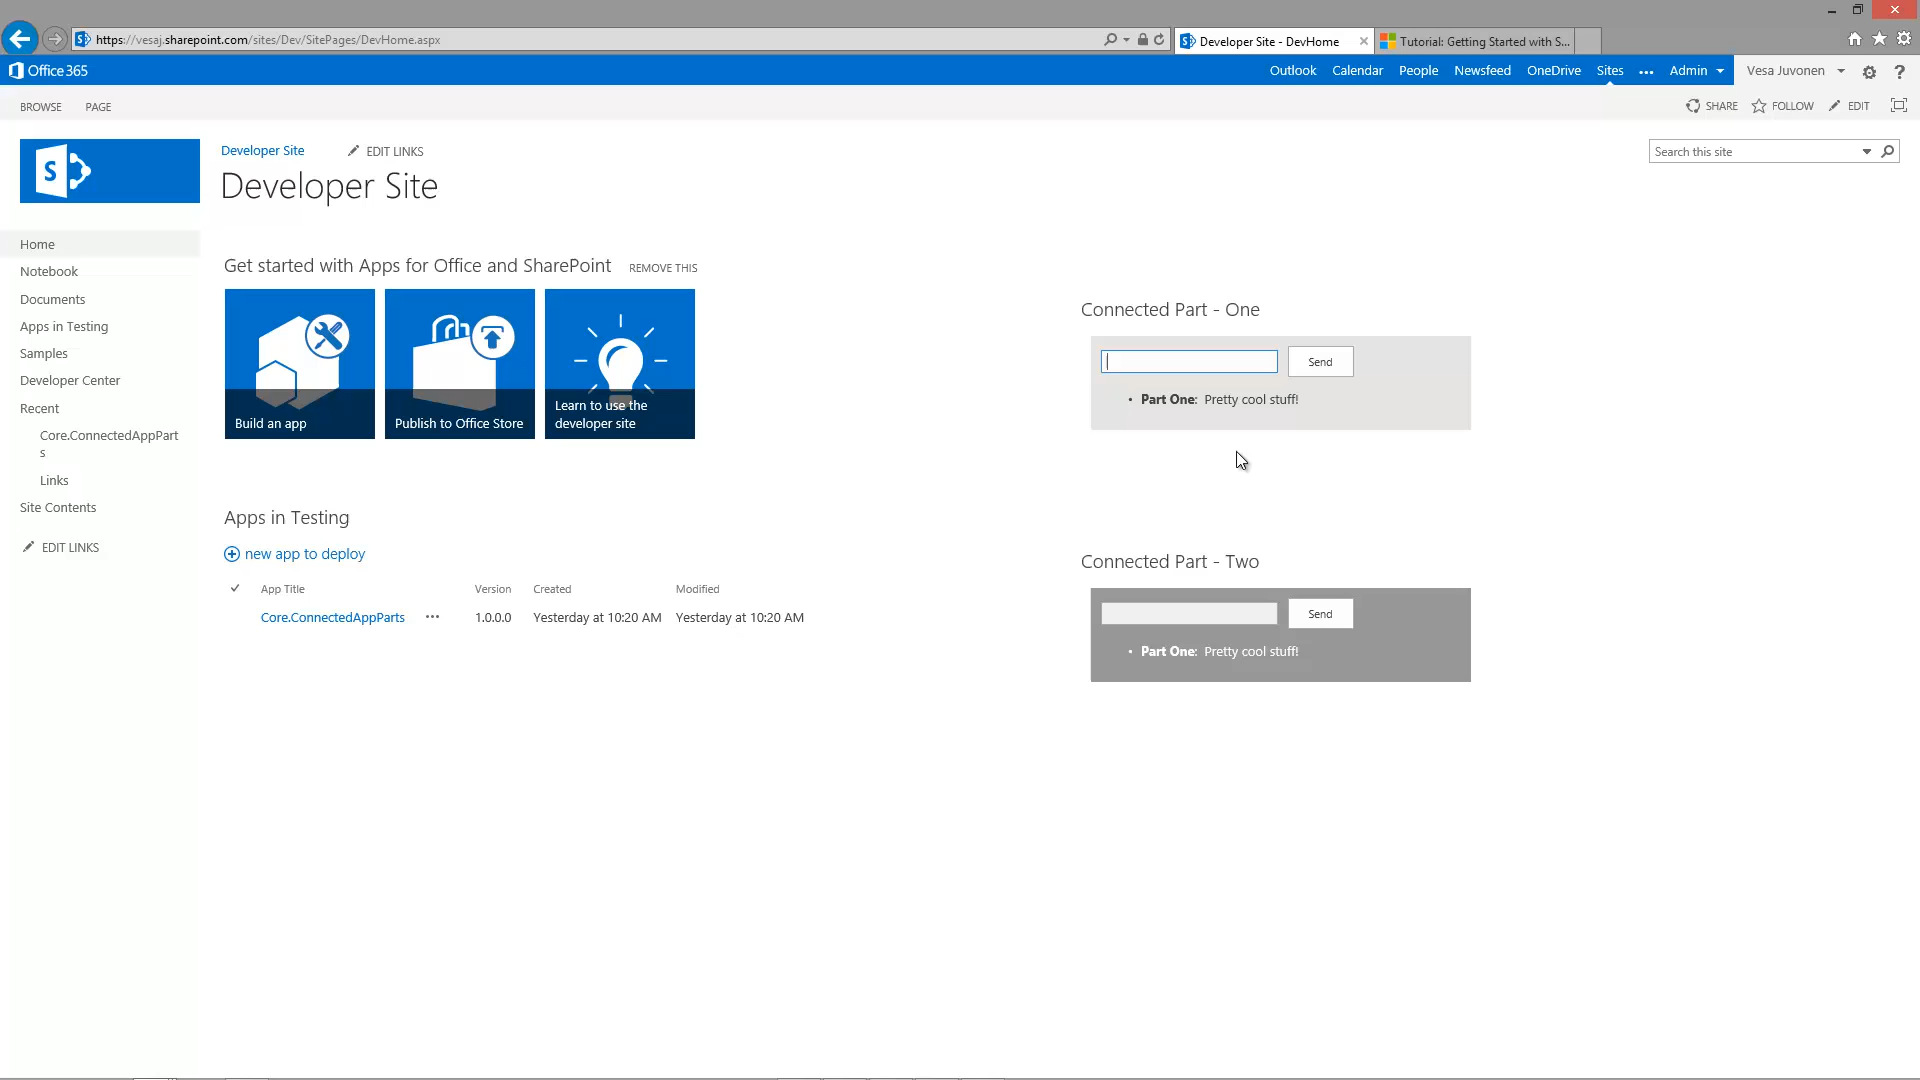 https://vesaj.sharepoint.com/sites/Dev/SitePages/DevHome.aspx
Developer Site - DevHome
Tutorial: Getting Started with S...
Office 365
Outlook
Calendar
People
Newsfeed
OneDrive
Sites
Admin
Vesa Juvonen
?
BROWSE
PAGE
SHARE
FOLLOW
EDIT
S
Developer Site
EDIT LINKS
Developer Site
Search this site
Home
Notebook
Documents
Apps in Testing
Samples
Developer Center
Recent
Core.ConnectedAppPart
s
Links
Site Contents
EDIT LINKS
Get started with Apps for Office and SharePoint
REMOVE THIS
Build an app
Publish to Office Store
Learn to use the
developer site
Apps in Testing
new app to deploy
App Title
Version
Created
Modified
Core.ConnectedAppParts
1.0.0.0
Yesterday at 10:20 AM
Yesterday at 10:20 AM
Connected Part - One
Send
• Part One: Pretty cool stuff!
Connected Part - Two
Send
• Part One: Pretty cool stuff!